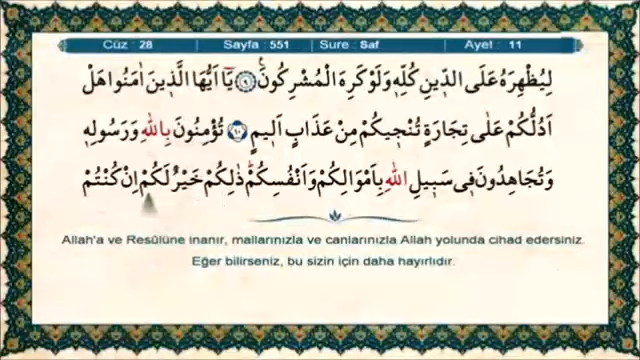 Cüz : 28 Sayfa : 551 Sure : Saf Ayet : 11
لِيُظْهِرَهُ عَلَى الدّ۪ينِ كُلِّه۪ وَلَوْ كَرِهَ الْمُشْرِكُونَ۟ ﴿٩﴾ يَٓا اَيُّهَا الَّذ۪ينَ اٰمَنُوا هَلْ
اَدُلُّكُمْ عَلٰى تِجَارَةٍ تُنْج۪يكُمْ مِنْ عَذَابٍ اَل۪يمٍ ﴿١٠﴾ تُؤْمِنُونَ بِاللّٰهِ وَرَسُولِه۪
وَتُجَاهِدُونَ ف۪ي سَب۪يلِ اللّٰهِ بِاَمْوَالِكُمْ وَاَنْفُسِكُمْۜ ذٰلِكُمْ خَيْرٌ لَكُمْ اِنْ كُنْتُمْ
Allah'a ve Resûlüne inanır, mallarınızla ve canlarınızla Allah yolunda cihad edersiniz.
Eğer bilirseniz, bu sizin için daha hayırlıdır.